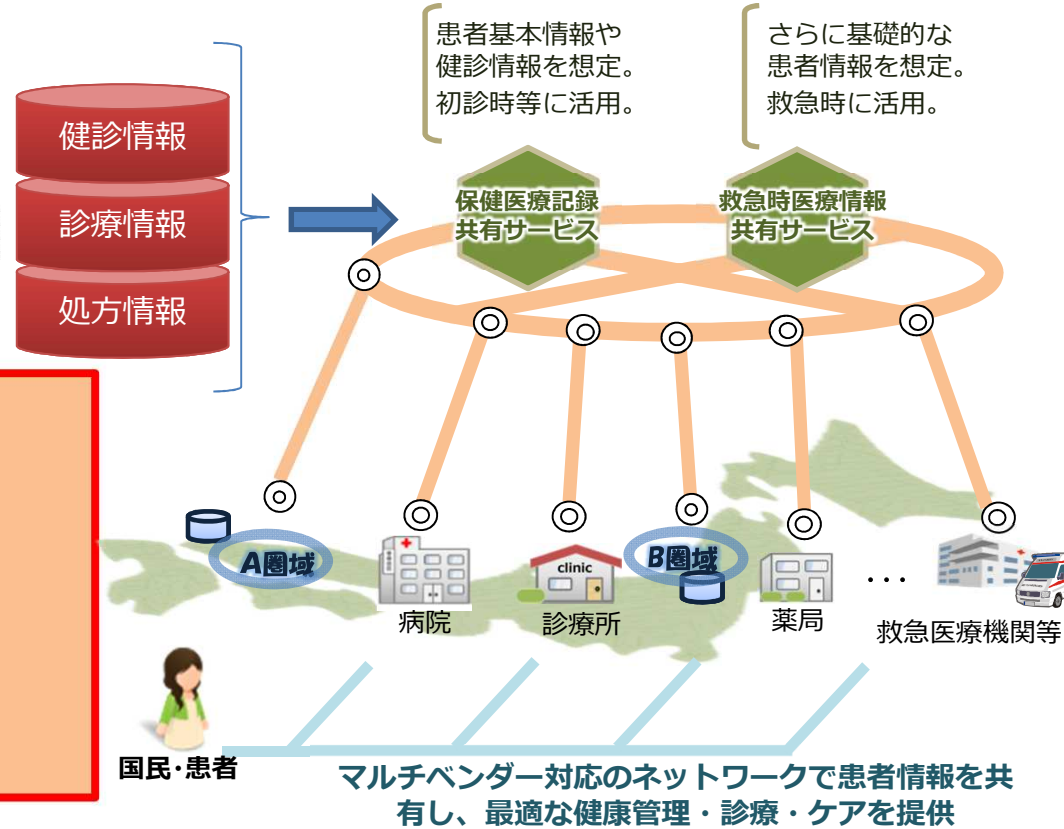 患者基本情報や
健診情報を想定。
初診時等に活用。
さらに基礎的な
患者情報を想定。
救急時に活用。
健診情報
診療情報
処方情報
保健医療記録
共有サービス
救急時医療情報
共有サービス
A圏域
clinic
B圏域
病院
診療所
薬局
…
救急医療機関等
国民・患者
マルチベンダー対応のネットワークで患者情報を共
有し、最適な健康管理・診療・ケアを提供